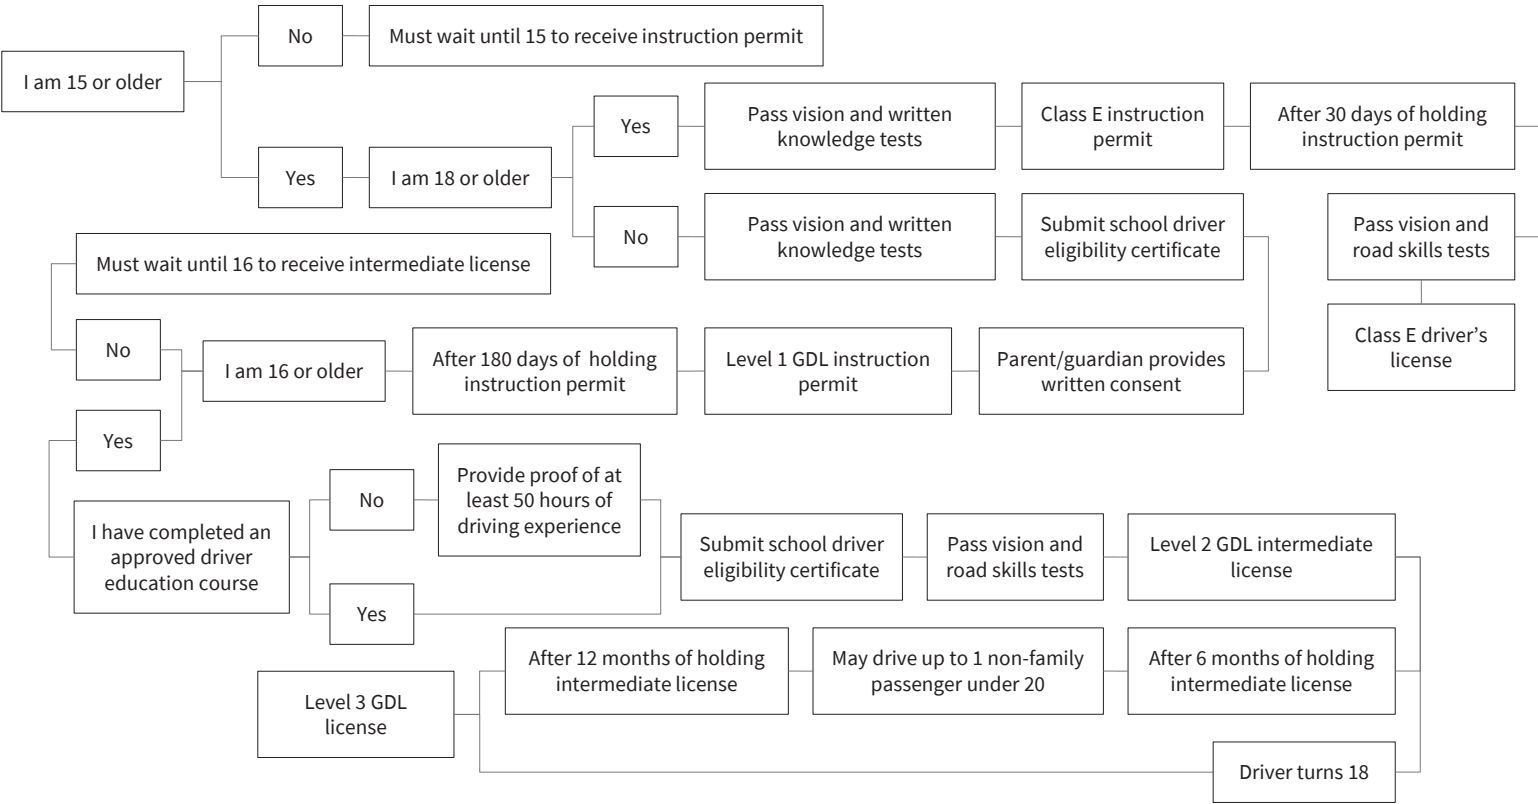 I am 15 or older
No
Must wait until 15 to receive instruction permit
Yes
I am 18 or older
Yes
Pass vision and written
knowledge tests
Class E instruction
permit
After 30 days of holding
instruction permit
Pass vision and
road skills tests
Class E driver’s
license
No
Pass vision and written
knowledge tests
Submit school driver
eligibility certificate
Parent/guardian provides
written consent
Level 1 GDL instruction
permit
After 180 days of holding
instruction permit
I am 16 or older
No
Must wait until 16 to receive intermediate license
Yes
I have completed an
approved driver
education course
No
Provide proof of at
least 50 hours of
driving experience
Yes
Submit school driver
eligibility certificate
Pass vision and
road skills tests
Level 2 GDL intermediate
license
After 6 months of holding
intermediate license
May drive up to 1 non-family
passenger under 20
After 12 months of holding
intermediate license
Driver turns 18
Level 3 GDL
license